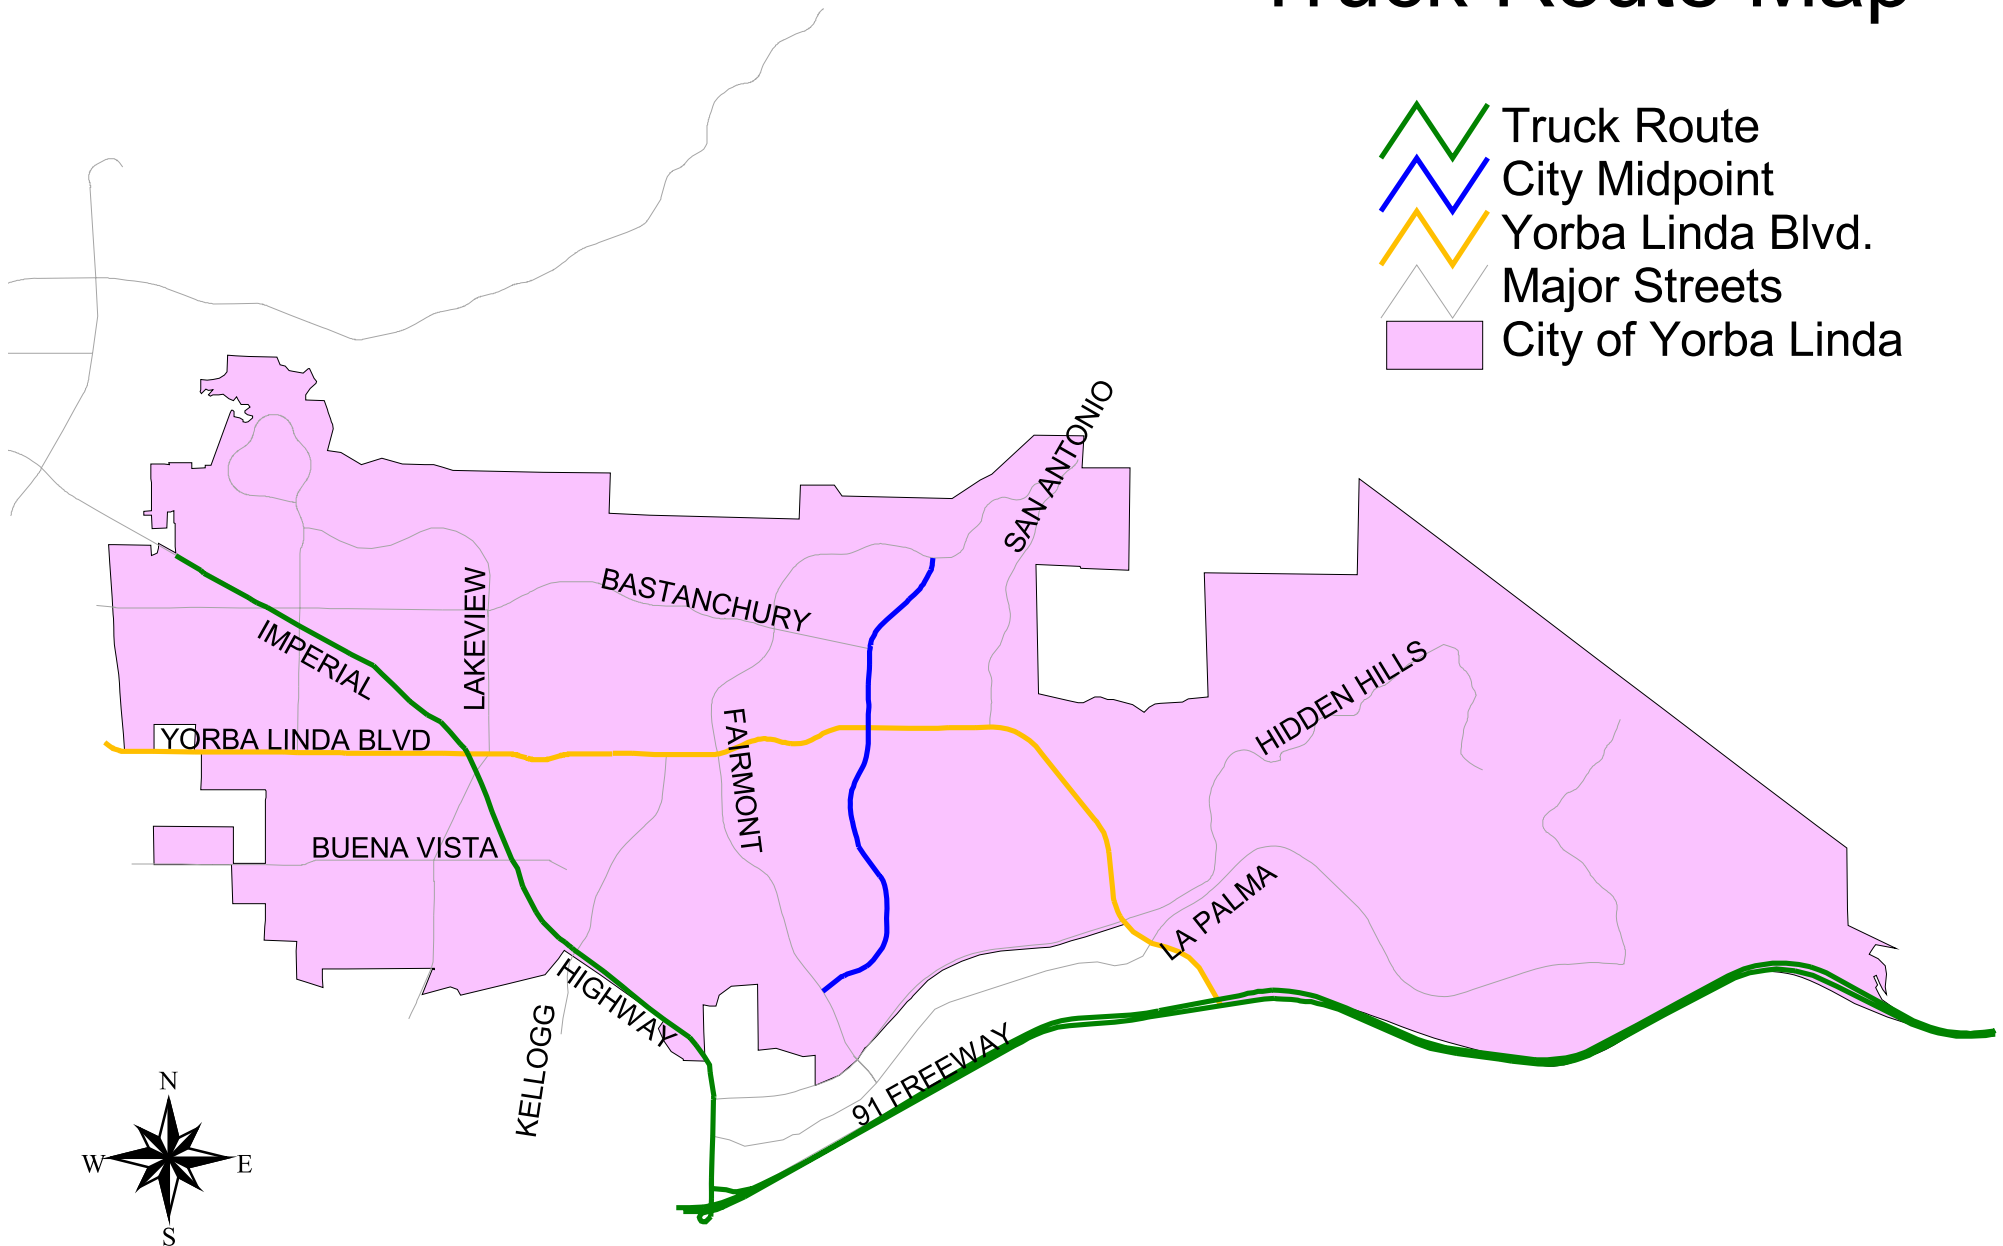 Truck Route Map
Truck Route
City Midpoint
Yorba Linda Blvd.
Major Streets
City of Yorba Linda
SAN ANTONIO
BASTANCHURY
LAKEVIEW
IMPERIAL
HIDDEN HILLS
FAIRMONT
YORBA LINDA BLVD
BUENA VISTA
LA PALMA
HIGHWAY
KELLOGG
91 FREEWAY
N
W
E
S